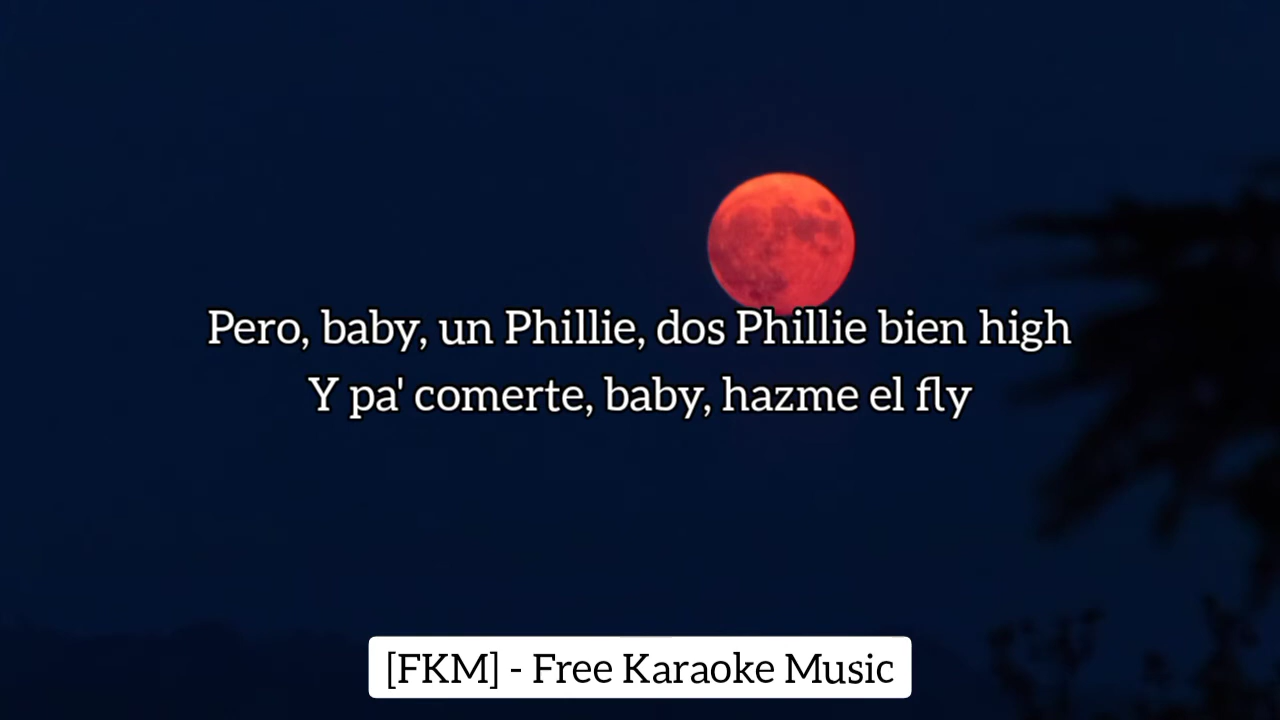 Pero, baby, un Phillie, dos Phillie bien high
Y pa' comerte, baby, hazme el fly
[FKM] - Free Karaoke Music